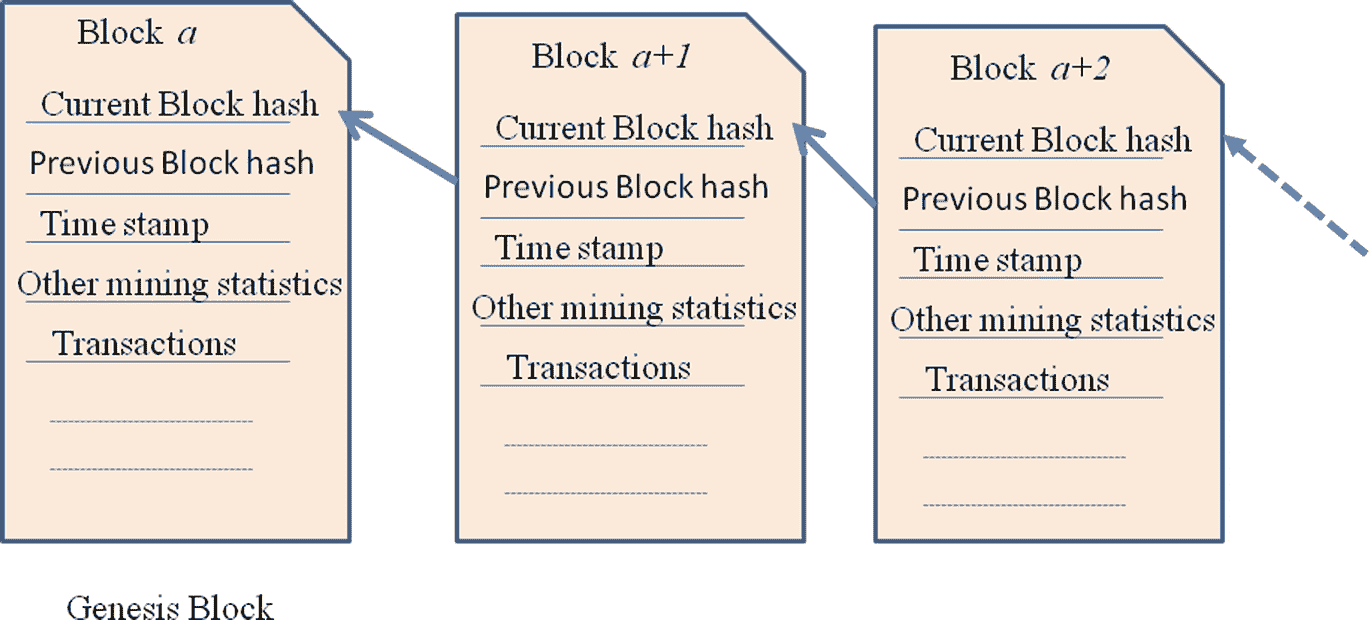 Block a
Current Block hash
Previous Block hash
Time stamp
Other mining statistics
Transactions
Genesis Block
Block a+1
Current Block hash
Previous Block hash
Time stamp
Other mining statistics
Transactions
Block a+2
Current Block hash
Previous Block hash
Time stamp
Other mining statistics
Transactions